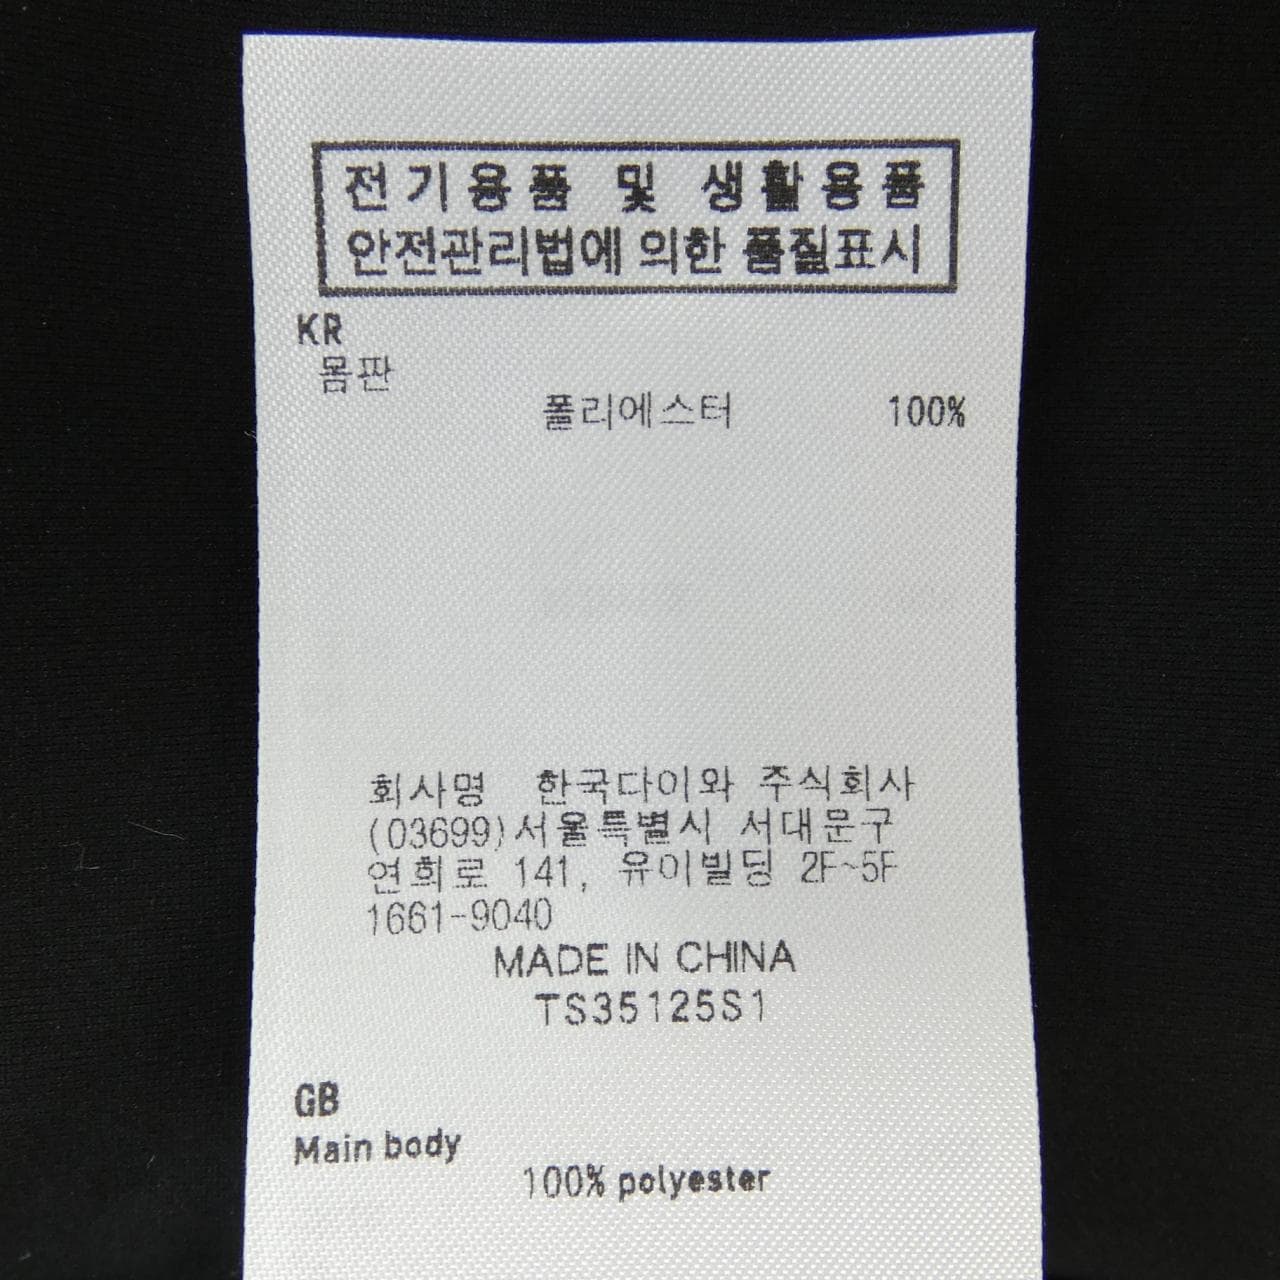 전기용품 및 생활용품
안전관리법에 의한 품질표시
KR
몸판
폴리에스터 100%
회사명 한국다이와 주식회사
(03699)서울특별시 서대문구
연희로 141, 유이빌딩 2F~5F
1661-9040
MADE IN CHINA
TS35125S1
GB
Main body
100% polyester